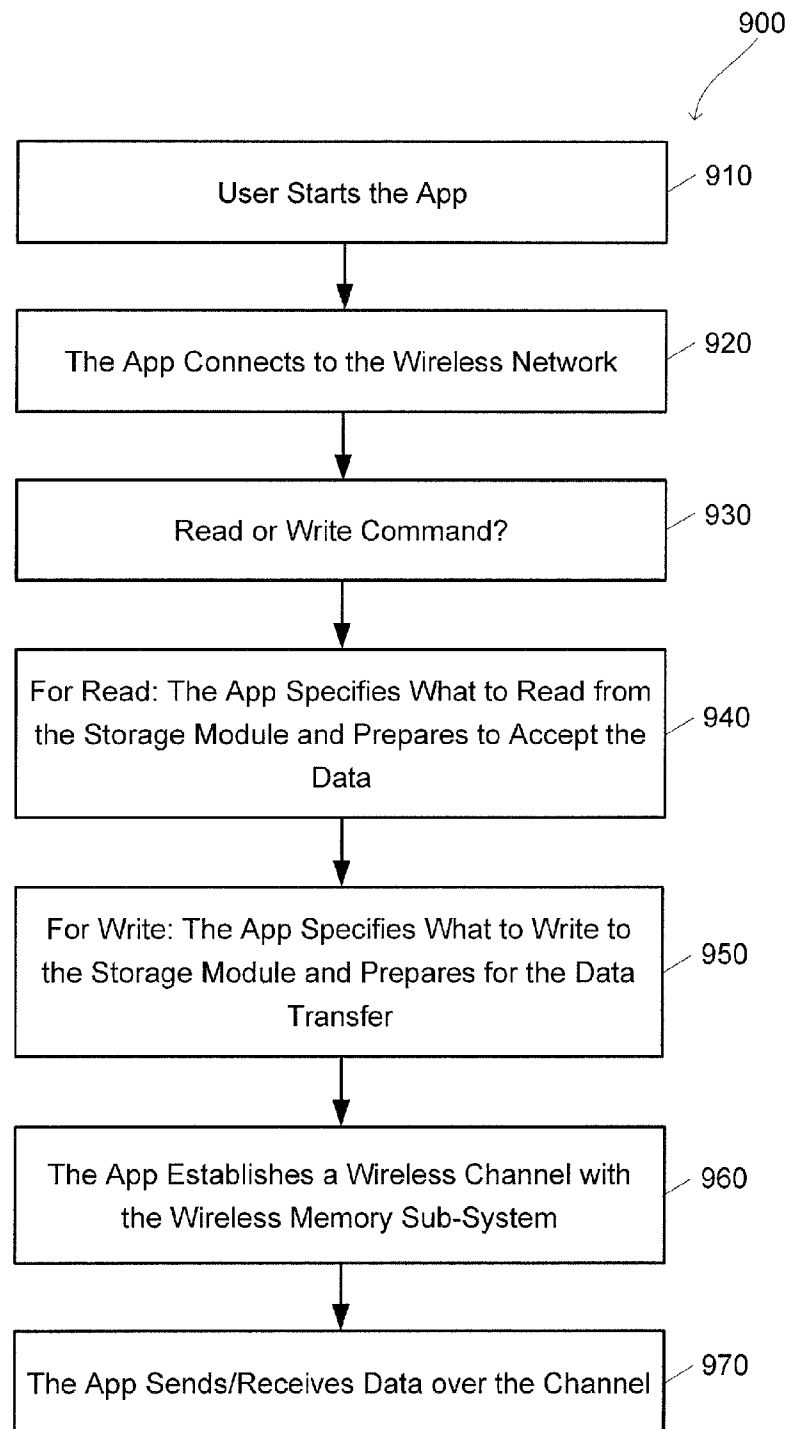 900
User Starts the App
910
The App Connects to the Wireless Network
920
Read or Write Command?
930
For Read: The App Specifies What to Read from
the Storage Module and Prepares to Accept the
Data
940
For Write: The App Specifies What to Write to
the Storage Module and Prepares for the Data
Transfer
950
The App Establishes a Wireless Channel with
the Wireless Memory Sub-System
960
The App Sends/Receives Data over the Channel
970